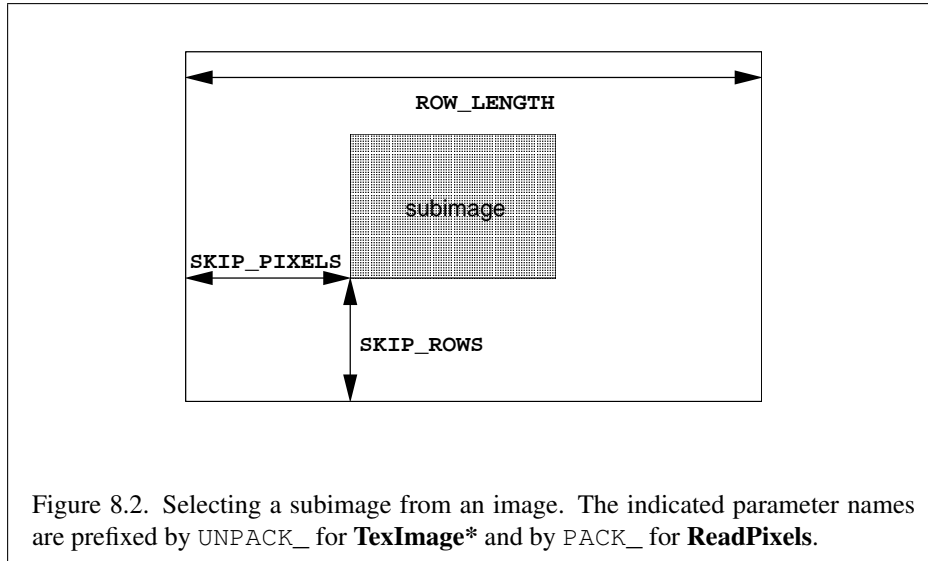 ROW_LENGTH
subimage
SKIP_PIXELS
SKIP_ROWS
Figure 8.2. Selecting a subimage from an image. The indicated parameter names
are prefixed by UNPACK_ for TexImage* and by PACK_ for ReadPixels.